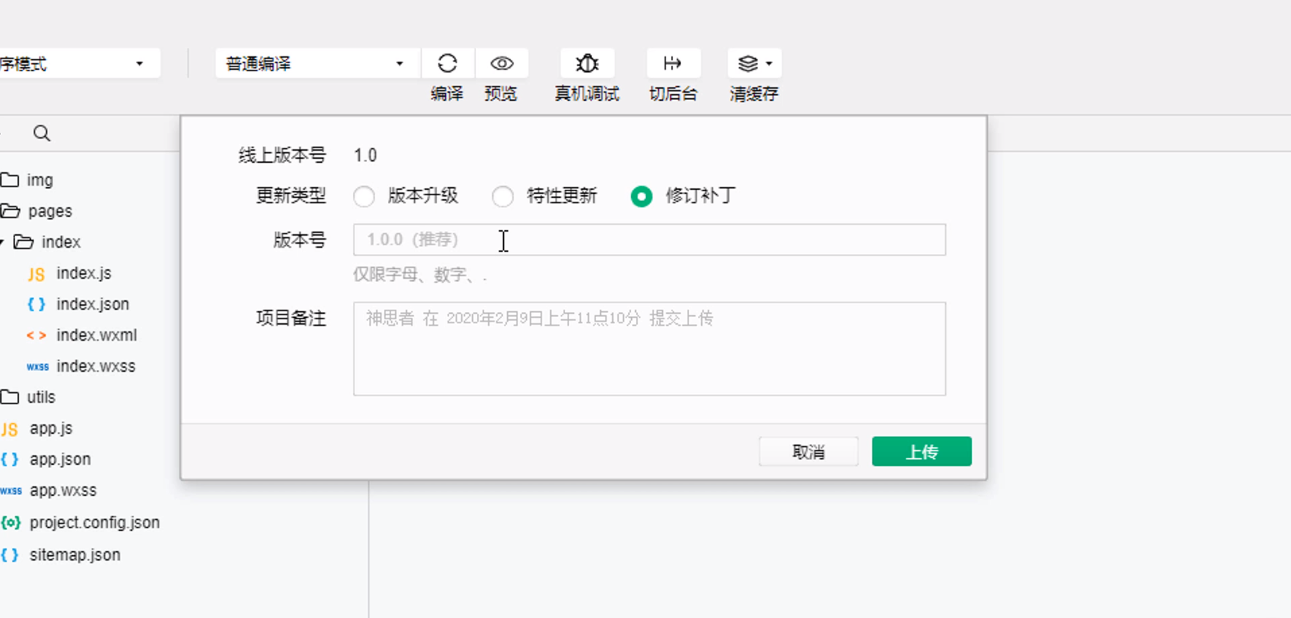 序模式
普通编译
编译
预览
真机调试
切后台
清缓存
线上版本号 1.0
更新类型 版本升级 特性更新 修订补丁
版本号 1.0.0（推荐）
仅限字母、数字、.
项目备注 神思者 在 2020年2月9日上午11点10分 提交上传
取消 上传
img
pages
index
JS index.js
{ } index.json
< > index.wxml
wxss index.wxss
utils
JS app.js
{ } app.json
wxss app.wxss
{o} project.config.json
{ } sitemap.json